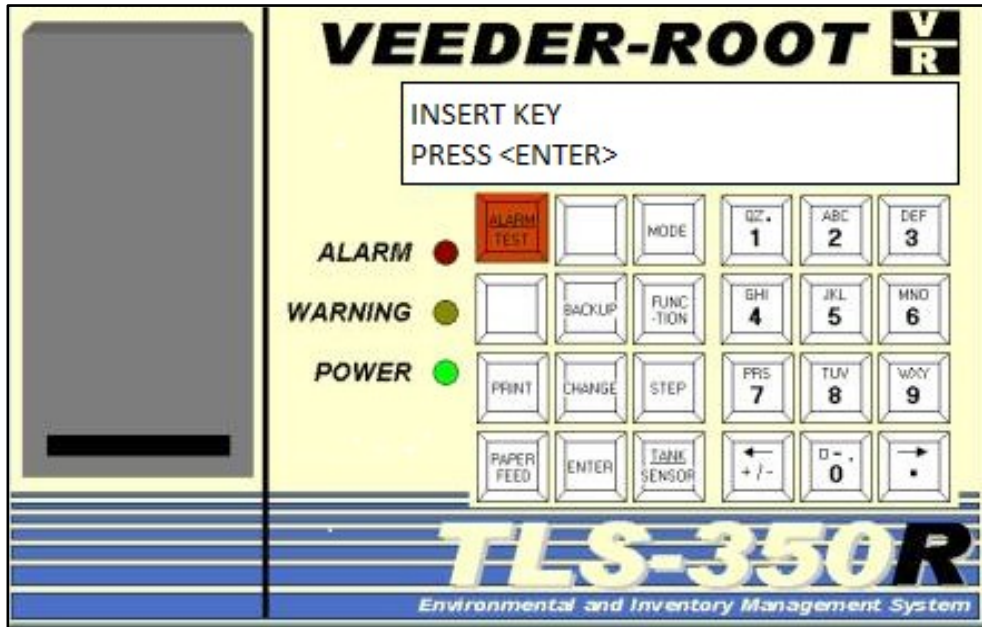 VEEDER-ROOT
V
R
INSERT KEY
PRESS <ENTER>
ALARM
TEST
MODE
QZ.
1
ABC
2
DEF
3
ALARM
BACKUP
FUNC
-TION
GHI
4
JKL
5
MNO
6
WARNING
PRINT
CHANGE
STEP
PRS
7
TUV
8
WXY
9
POWER
PAPER
FEED
ENTER
TANK
SENSOR
←
+/-
0-,
0
→
.
TLS-350R
Environmental and Inventory Management System